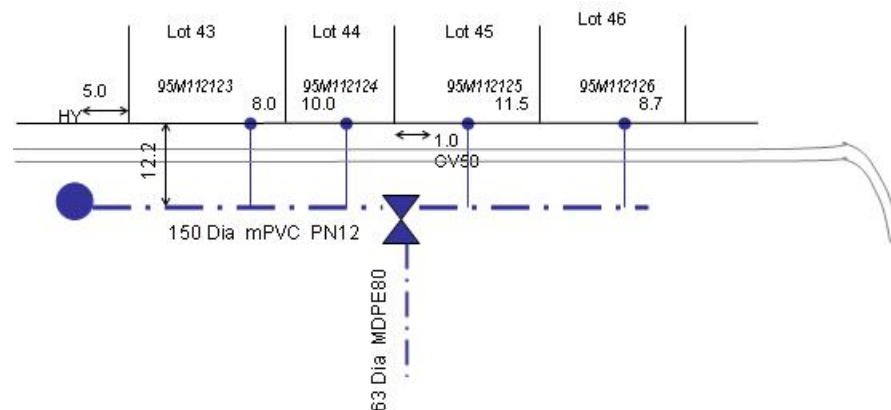 Lot 43
Lot 44
Lot 45
Lot 46
95M112123
95M112124
95M112125
95M112126
5.0
8.0
10.0
11.5
8.7
HY
12.2
1.0
GV50
150 Dia mPVC PN12
63 Dia MDPE80